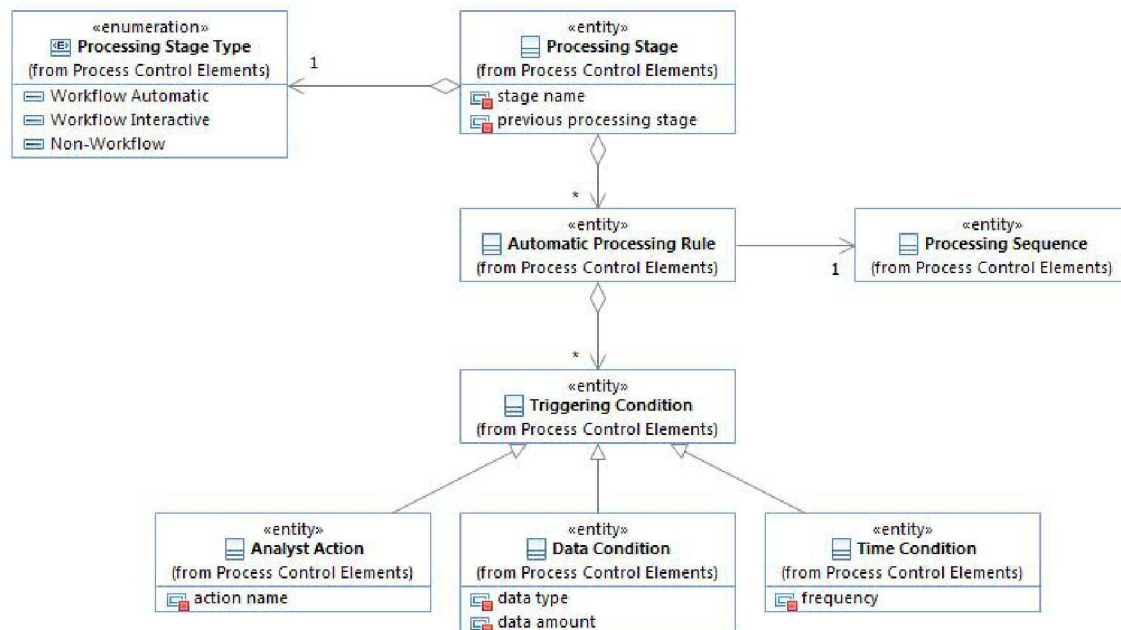 «enumeration»
Processing Stage Type
(from Process Control Elements)
Workflow Automatic
Workflow Interactive
Non-Workflow
1
«entity»
Processing Stage
(from Process Control Elements)
stage name
previous processing stage
*
«entity»
Automatic Processing Rule
(from Process Control Elements)
1
«entity»
Processing Sequence
(from Process Control Elements)
*
«entity»
Triggering Condition
(from Process Control Elements)
«entity»
Analyst Action
(from Process Control Elements)
action name
«entity»
Data Condition
(from Process Control Elements)
data type
data amount
«entity»
Time Condition
(from Process Control Elements)
frequency